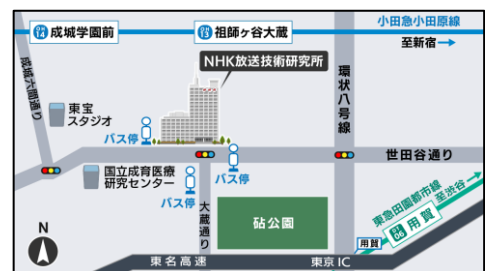 小田急小田原線
OH
14
成城学園前
OH
13
祖師ヶ谷大蔵
至新宿→
NHK放送技術研究所
成城大間通り
環状八号線
東宝
スタジオ
バス停
世田谷通り
国立成育医療
研究センター
バス停
バス停
大蔵通り
砧公園
東急田園都市線
至渋谷→
DT
06
用賀
用賀
N
東名高速
東京IC